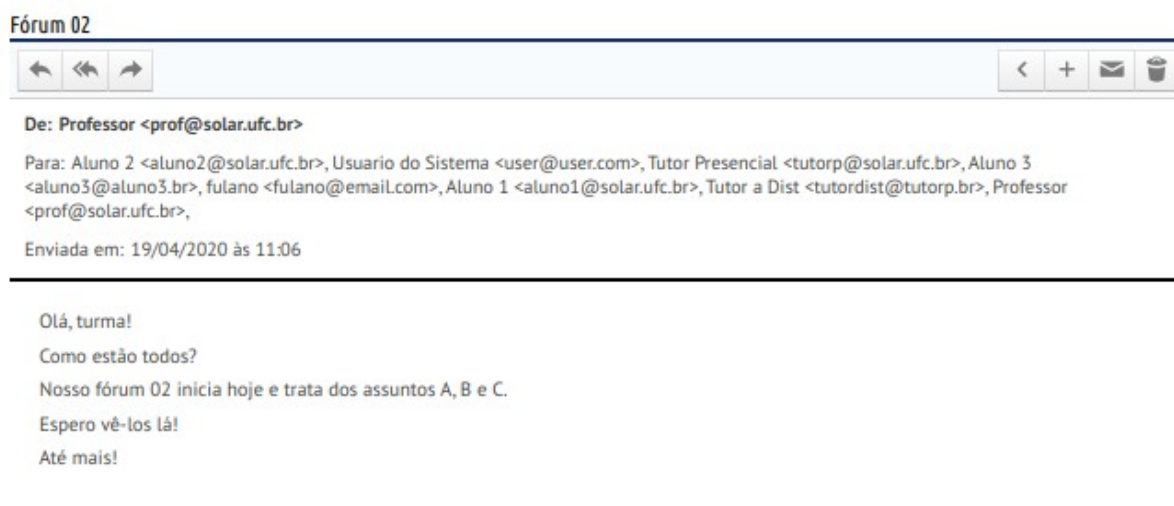 Fórum 02
De: Professor <prof@solar.ufc.br>
Para: Aluno 2 <aluno2@solar.ufc.br>, Usuario do Sistema <user@user.com>, Tutor Presencial <tutorp@solar.ufc.br>, Aluno 3
<aluno3@aluno3.br>, fulano <fulano@email.com>, Aluno 1 <aluno1@solar.ufc.br>, Tutor a Dist <tutordist@tutorp.br>, Professor
<prof@solar.ufc.br>,
Enviada em: 19/04/2020 às 11:06
Olá, turma!
Como estão todos?
Nosso fórum 02 inicia hoje e trata dos assuntos A, B e C.
Espero vê-los lá!
Até mais!